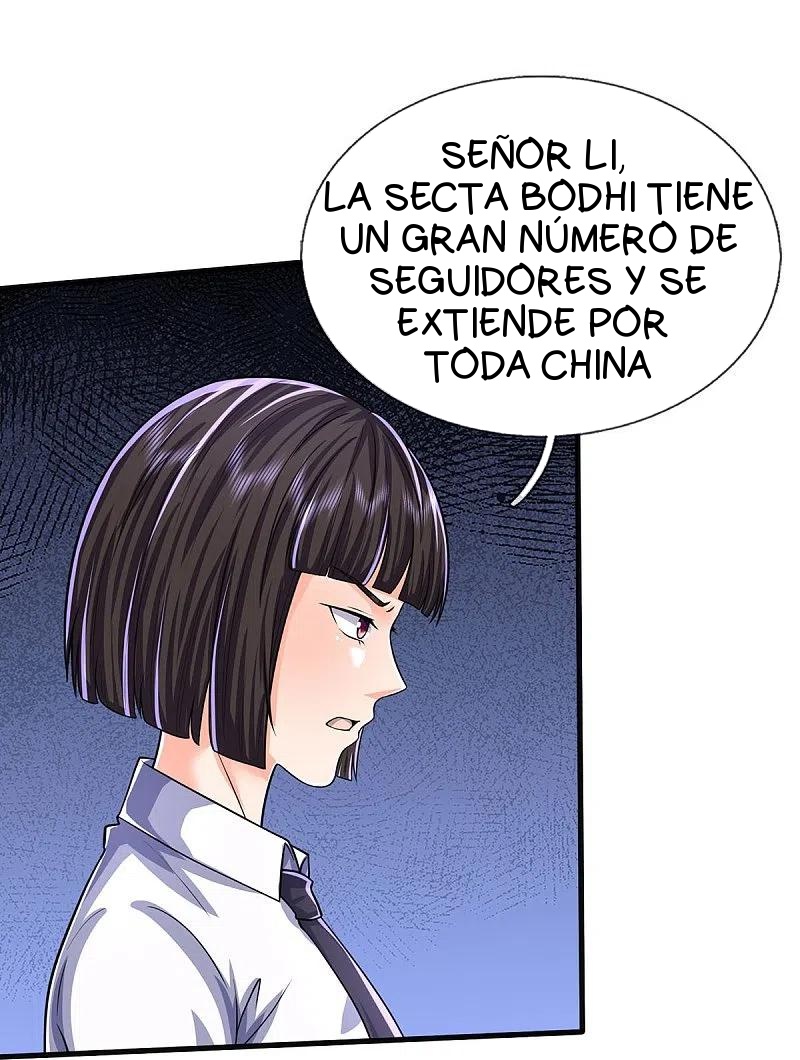 SEÑOR LI,
LA SECTA BODHI TIENE
UN GRAN NÚMERO DE
SEGUIDORES Y SE
EXTIENDE POR
TODA CHINA